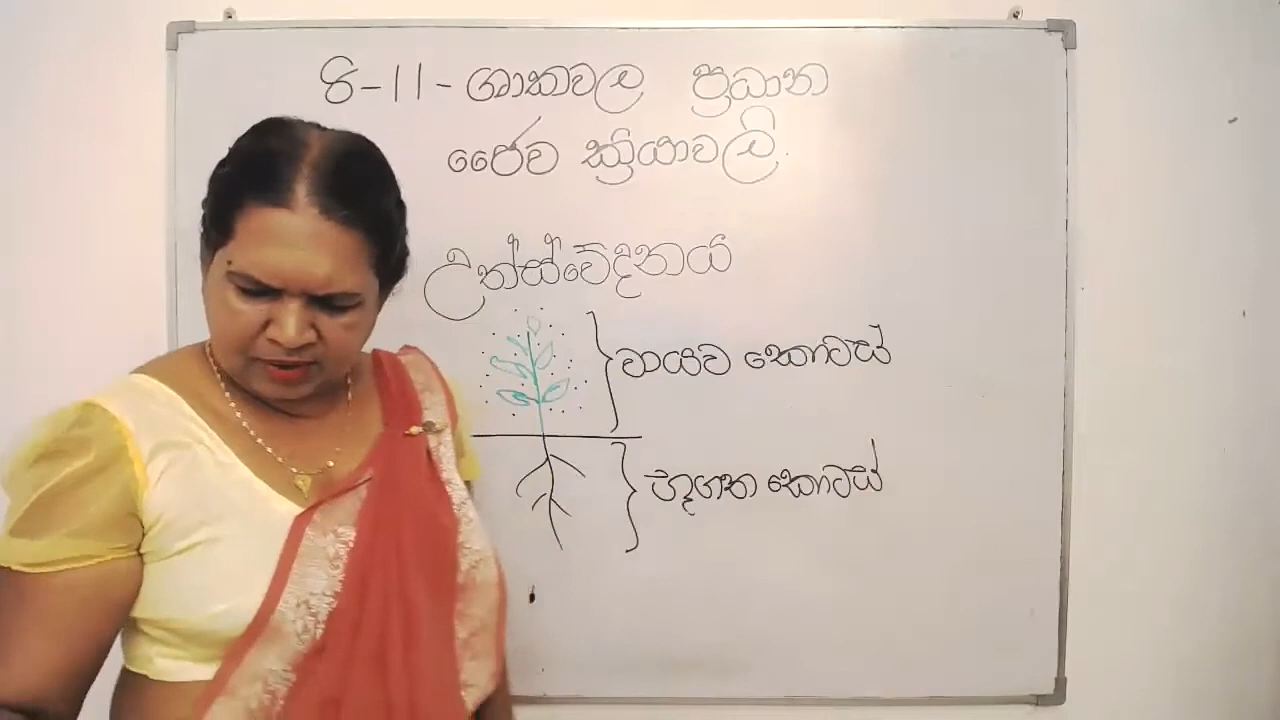 8-11- ශාකවල ප්‍රධාන
ජෛව ක්‍රියාවලි.
උත්ස්වේදනය
වායව කොටස්
භූගත කොටස්